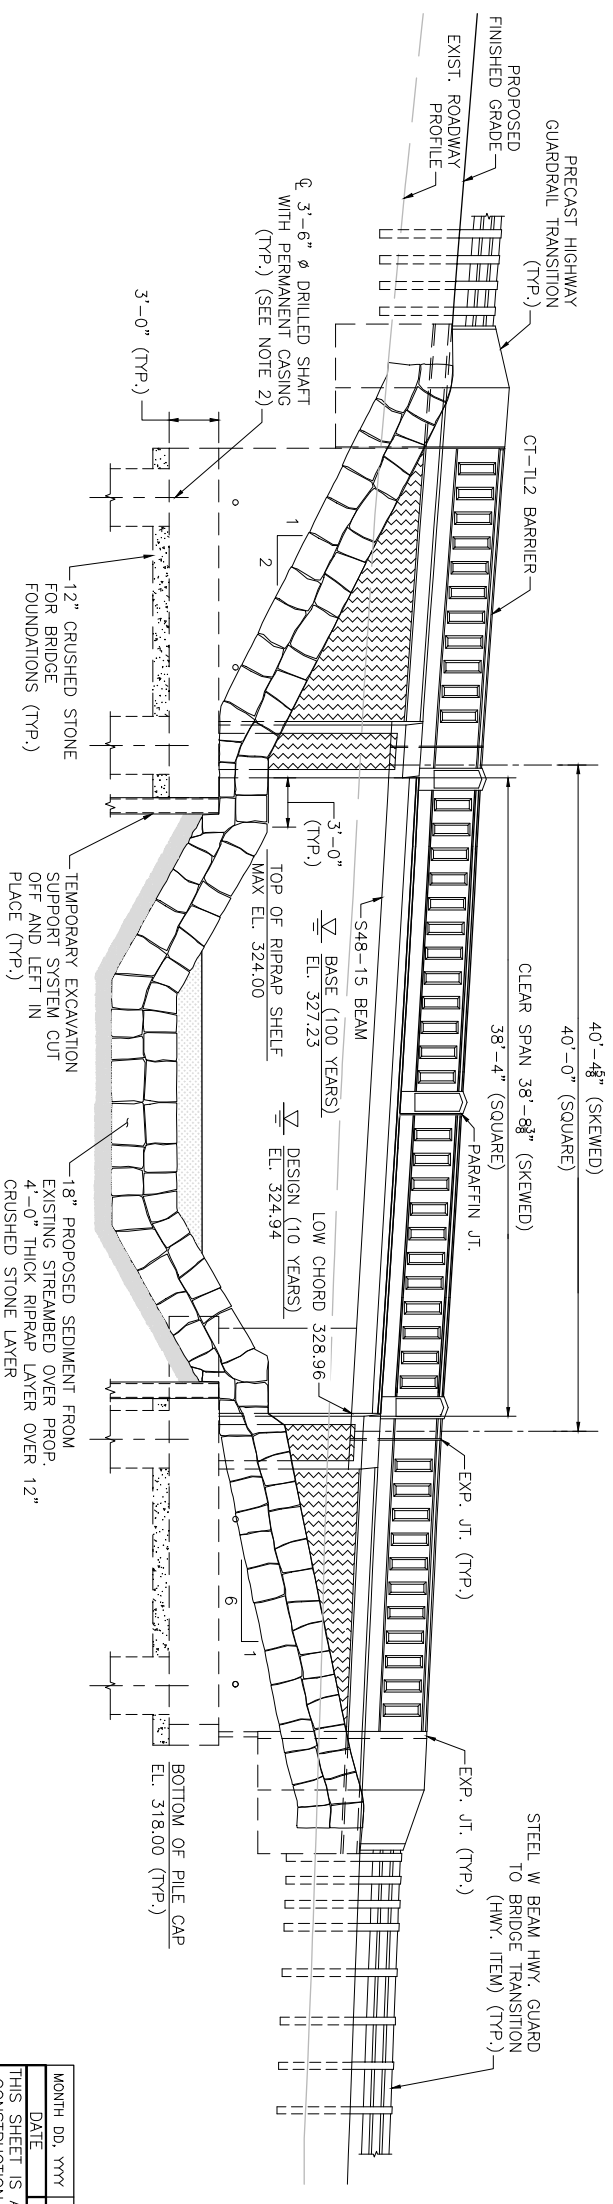 40'-4⅝" (SKEWED)
40'-0" (SQUARE)
CLEAR SPAN 38'-8⅜" (SKEWED)
38'-4" (SQUARE)
PRECAST HIGHWAY
GUARDRAIL TRANSITION
(TYP.)
PROPOSED
FINISHED GRADE
EXIST. ROADWAY
PROFILE
CT-TL2 BARRIER
PARAFFIN JT.
EXP. JT. (TYP.)
EXP. JT. (TYP.)
STEEL W BEAM HWY. GUARD
TO BRIDGE TRANSITION
(HWY. ITEM) (TYP.)
℄ 3'-6" ø DRILLED SHAFT
WITH PERMANENT CASING
(TYP.) (SEE NOTE 2)
3'-0" (TYP.)
1
2
3'-0"
(TYP.)
S48-15 BEAM
BASE (100 YEARS)
EL. 327.23
TOP OF RIPRAP SHELF
MAX EL. 324.00
DESIGN (10 YEARS)
EL. 324.94
LOW CHORD 328.96
6
1
12" CRUSHED STONE
FOR BRIDGE
FOUNDATIONS (TYP.)
TEMPORARY EXCAVATION
SUPPORT SYSTEM CUT
OFF AND LEFT IN
PLACE (TYP.)
18" PROPOSED SEDIMENT FROM
EXISTING STREAMBED OVER PROP.
4'-0" THICK RIPRAP LAYER OVER 12"
CRUSHED STONE LAYER
BOTTOM OF PILE CAP
EL. 318.00 (TYP.)
MONTH DD, YYYY
DATE
THIS SHEET IS